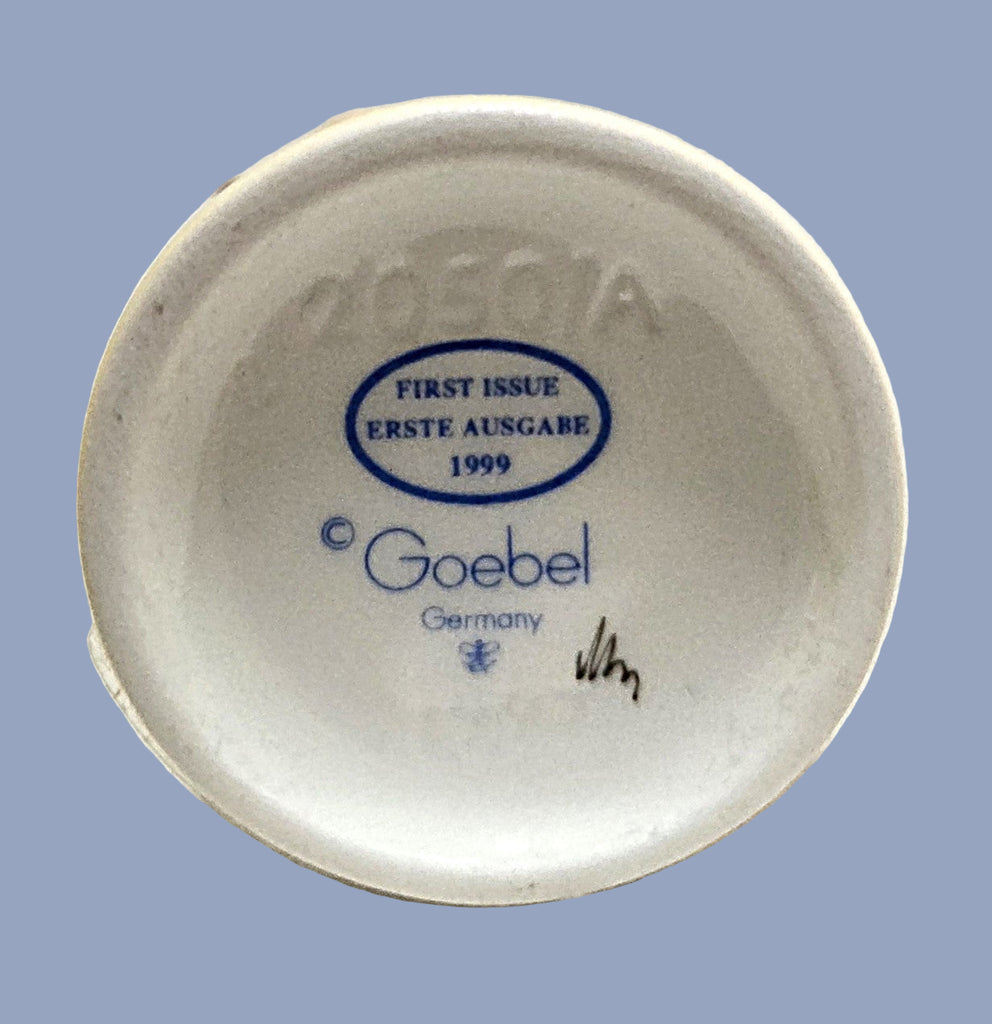 FIRST ISSUE
ERSTE AUSGABE
1999
© Goebel
Germany